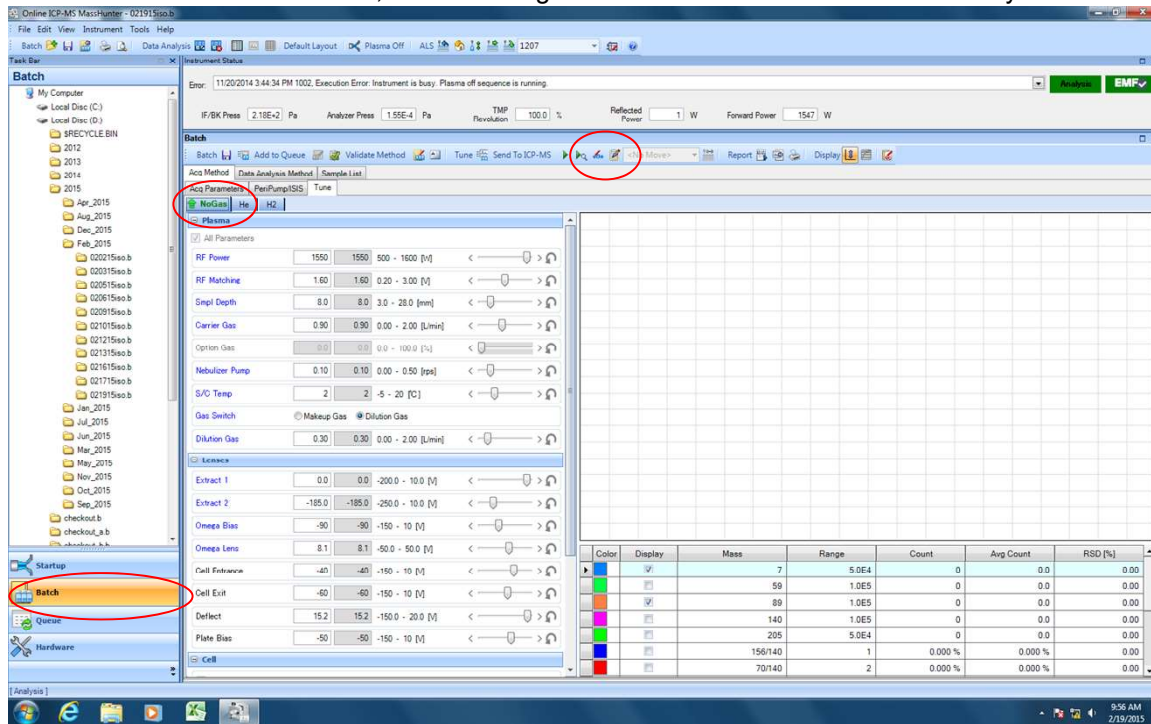 Online ICP-MS MassHunter - 021915iso.b
File Edit View Instrument Tools Help
Batch Data Analysis Default Layout Plasma Off ALS 1207
Task Bar
Instrument Status
Batch
My Computer
Local Disc (C:)
Local Disc (D:)
$RECYCLE.BIN
2012
2013
2014
2015
Apr_2015
Aug_2015
Dec_2015
Feb_2015
020215iso.b
020315iso.b
020515iso.b
020615iso.b
020915iso.b
021015iso.b
021215iso.b
021315iso.b
021615iso.b
021715iso.b
021915iso.b
Jan_2015
Jul_2015
Jun_2015
Mar_2015
May_2015
Nov_2015
Oct_2015
Sep_2015
checkout.b
checkout_a.b
Startup
Batch
Queue
Hardware
Error: 11/20/2014 3:44:34 PM 1002, Execution Error: Instrument is busy. Plasma off sequence is running.
Analysis EMF
IF/BK Press 2.18E+2 Pa Analyzer Press 1.55E-4 Pa TMP Revolution 100.0 % Reflected Power 1 W Forward Power 1547 W
Batch
Batch Add to Queue Validate Method Tune Send To ICP-MS <No Move> Report Display
Acq Method Data Analysis Method Sample List
Acq Parameters PeriPump/ISIS Tune
NoGas He H2
Plasma
All Parameters
RF Power 1550 1550 500 - 1600 [W]
RF Matching 1.60 1.60 0.20 - 3.00 [V]
Smpl Depth 8.0 8.0 3.0 - 28.0 [mm]
Carrier Gas 0.90 0.90 0.00 - 2.00 [L/min]
Option Gas 0.0 0.0 0.0 - 100.0 [%]
Nebulizer Pump 0.10 0.10 0.00 - 0.50 [rps]
S/C Temp 2 2 -5 - 20 [°C]
Gas Switch Makeup Gas Dilution Gas
Dilution Gas 0.30 0.30 0.00 - 2.00 [L/min]
Lenses
Extract 1 0.0 0.0 -200.0 - 10.0 [V]
Extract 2 -185.0 -185.0 -250.0 - 10.0 [V]
Omega Bias -90 -90 -150 - 10 [V]
Omega Lens 8.1 8.1 -50.0 - 50.0 [V]
Cell Entrance -40 -40 -150 - 10 [V]
Cell Exit -60 -60 -150 - 10 [V]
Deflect 15.2 15.2 -150.0 - 20.0 [V]
Plate Bias -50 -50 -150 - 10 [V]
Cell
Color Display Mass Range Count Avg Count RSD [%]
7 5.0E4 0 0.0 0.00
59 1.0E5 0 0.0 0.00
89 1.0E5 0 0.0 0.00
140 1.0E5 0 0.0 0.00
205 5.0E4 0 0.0 0.00
156/140 1 0.000 % 0.000 % 0.00
70/140 2 0.000 % 0.000 % 0.00
[ Analysis ]
9:56 AM
2/19/2015